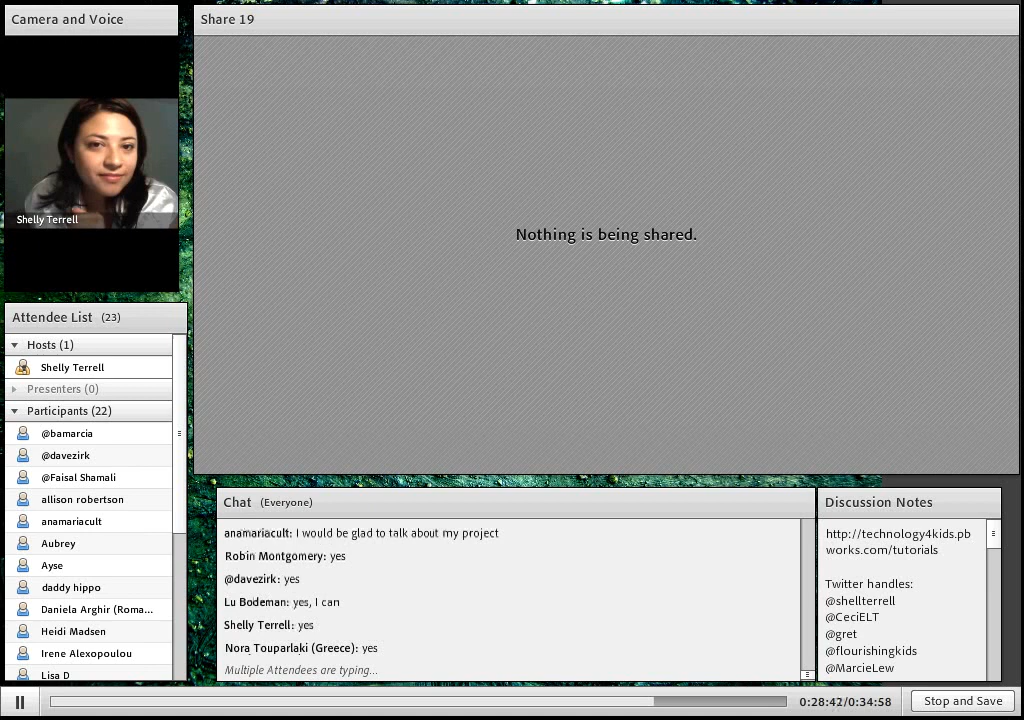 Camera and Voice
Share 19
Shelly Terrell
Nothing is being shared.
Attendee List (23)
Hosts (1)
Shelly Terrell
Presenters (0)
Participants (22)
@bamarcia
@davezirk
@Faisal Shamali
allison robertson
anamariacult
Aubrey
Ayse
daddy hippo
Daniela Arghir (Roma...
Heidi Madsen
Irene Alexopoulou
Lisa D
Chat (Everyone)
anamariacult: I would be glad to talk about my project
Robin Montgomery: yes
@davezirk: yes
Lu Bodeman: yes, I can
Shelly Terrell: yes
Nora Touparlaki (Greece): yes
Multiple Attendees are typing...
Discussion Notes
http://technology4kids.pb
works.com/tutorials
Twitter handles:
@shellterrell
@CeciELT
@gret
@flourishingkids
@MarcieLew
0:28:42/0:34:58
Stop and Save